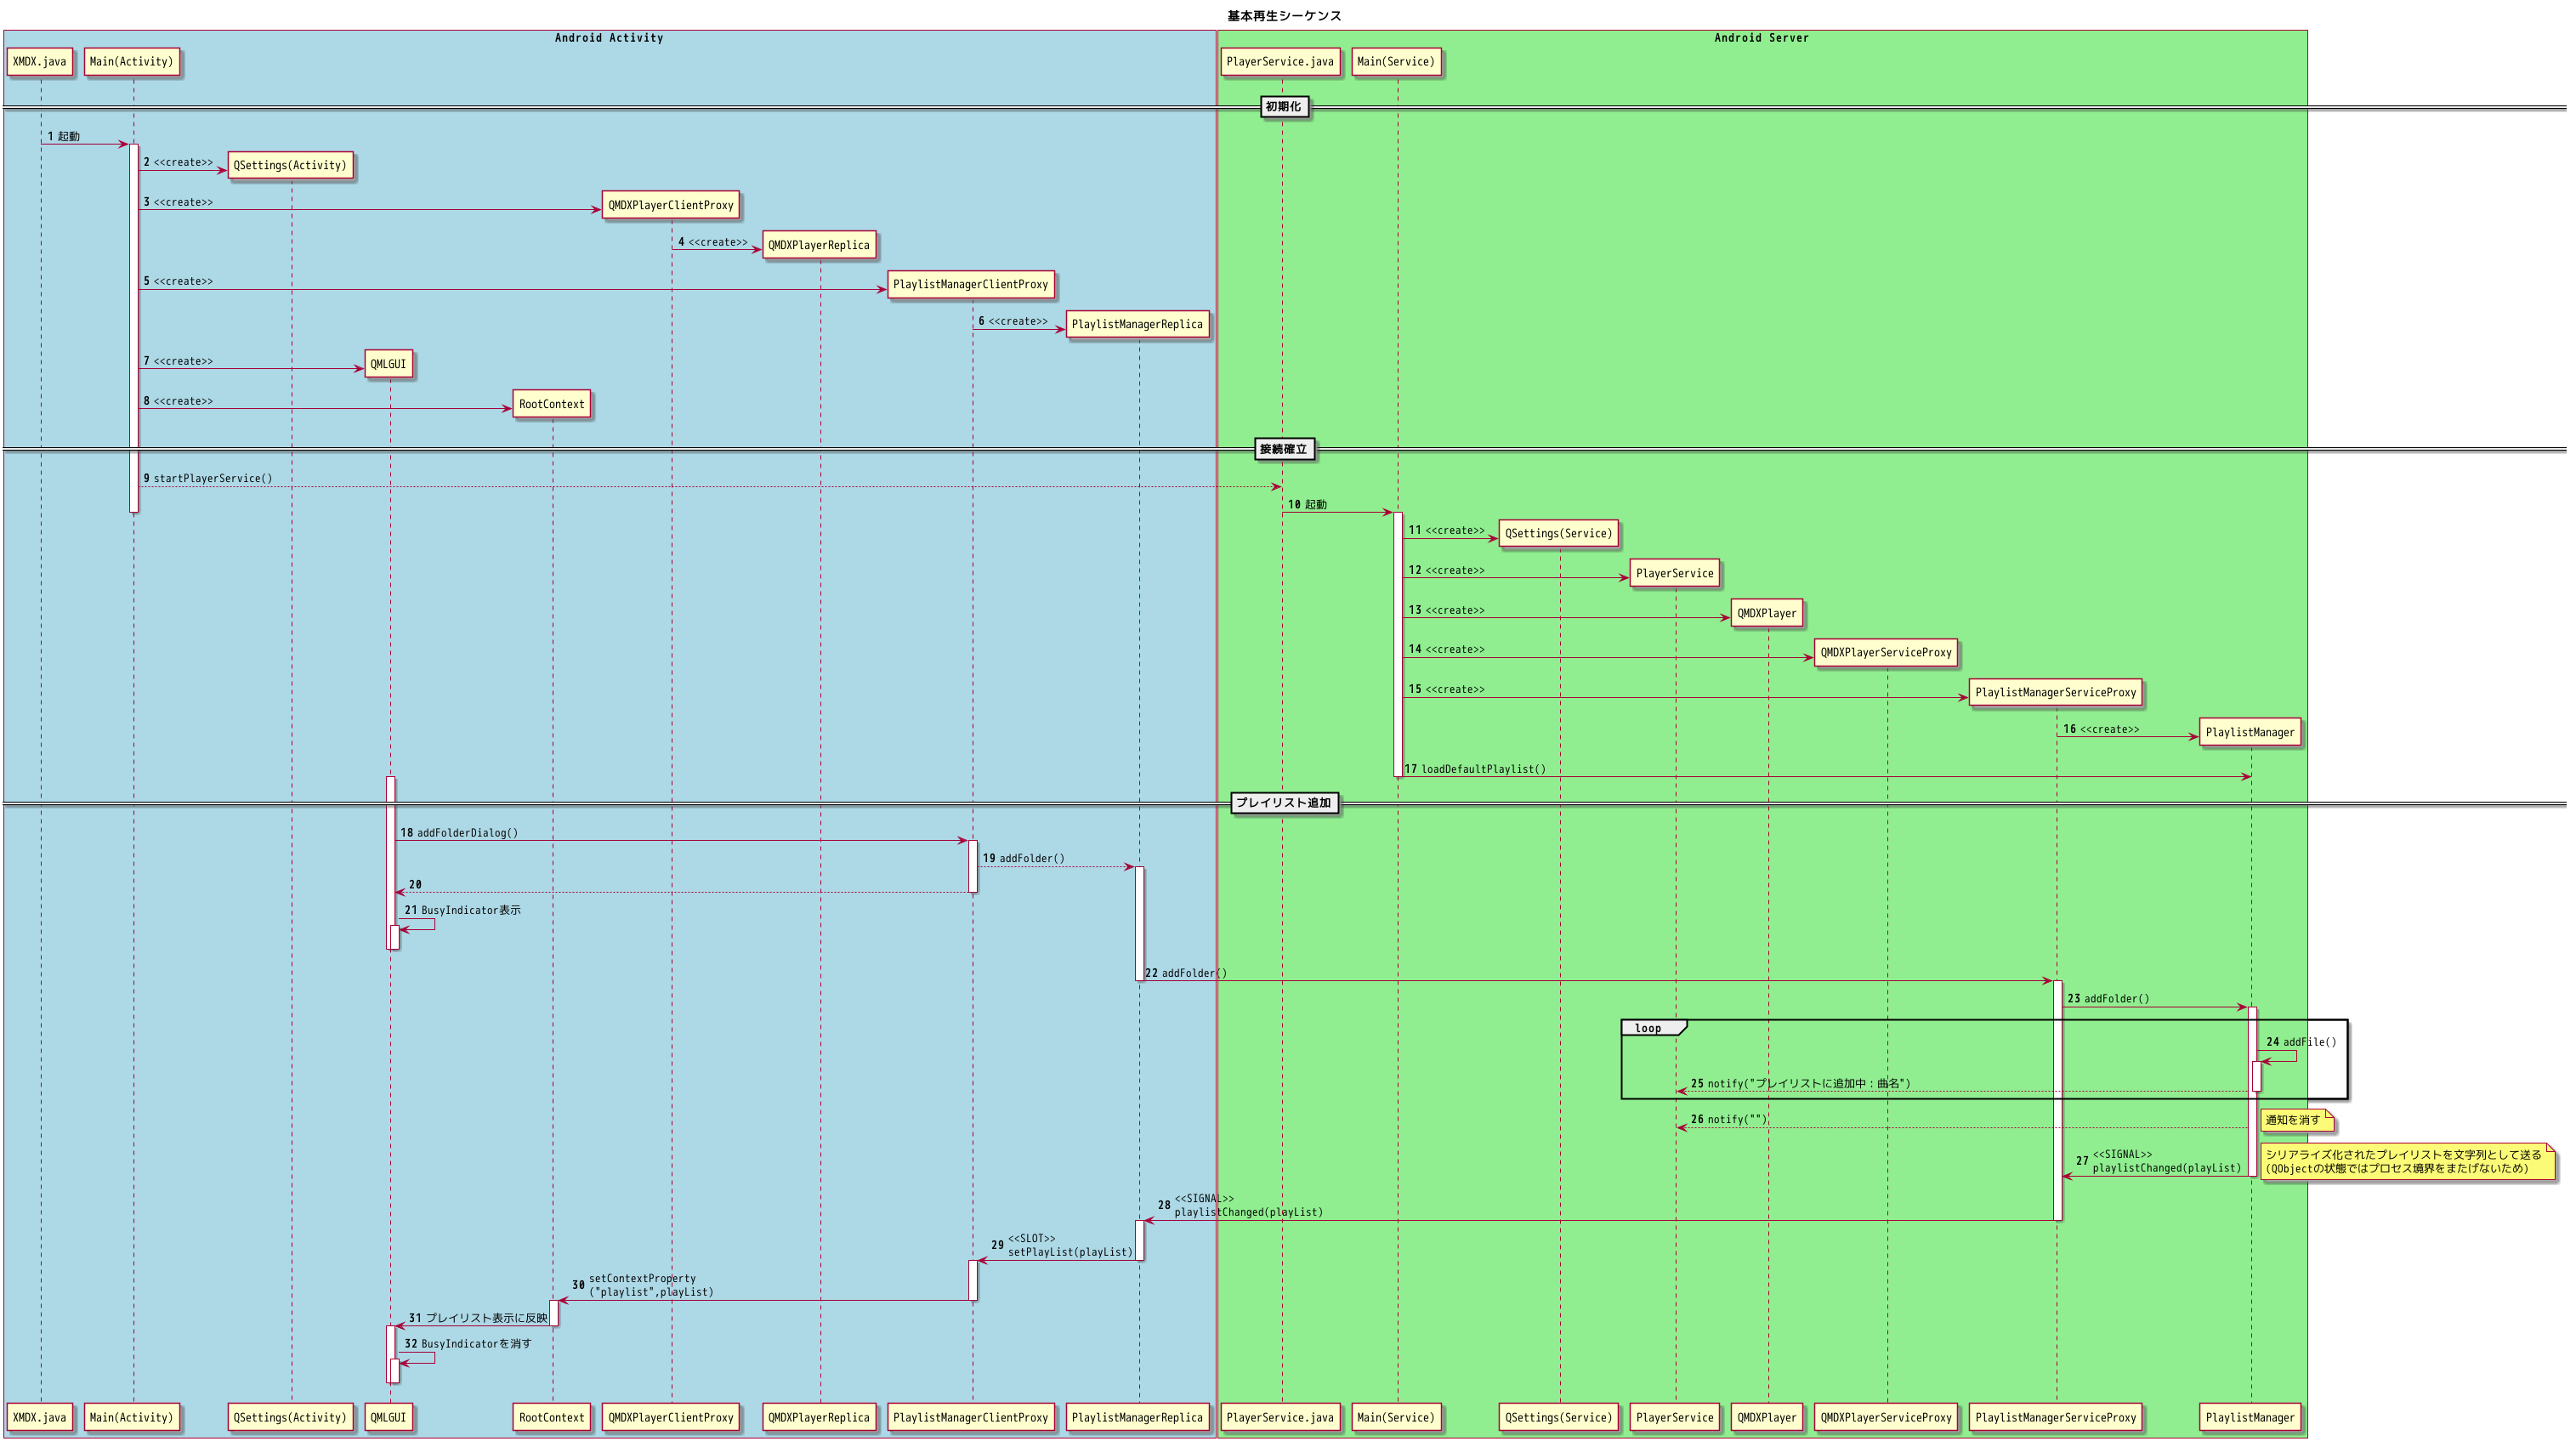 基本再生シーケンス
Android Activity
Android Server
XMDX.java
Main(Activity)
PlayerService.java
Main(Service)
初期化
1 起動
2 <<create>>
QSettings(Activity)
3 <<create>>
QMDXPlayerClientProxy
4 <<create>>
QMDXPlayerReplica
5 <<create>>
PlaylistManagerClientProxy
6 <<create>>
PlaylistManagerReplica
7 <<create>>
QMLGUI
8 <<create>>
RootContext
接続確立
9 startPlayerService()
10 起動
11 <<create>>
QSettings(Service)
12 <<create>>
PlayerService
13 <<create>>
QMDXPlayer
14 <<create>>
QMDXPlayerServiceProxy
15 <<create>>
PlaylistManagerServiceProxy
16 <<create>>
PlaylistManager
17 loadDefaultPlaylist()
プレイリスト追加
18 addFolderDialog()
19 addFolder()
20
21 BusyIndicator表示
22 addFolder()
23 addFolder()
loop
24 addFile()
25 notify("プレイリストに追加中：曲名")
26 notify("")
通知を消す
27 <<SIGNAL>>
playlistChanged(playList)
シリアライズ化されたプレイリストを文字列として送る
(QObjectの状態ではプロセス境界をまたげないため)
28 <<SIGNAL>>
playlistChanged(playList)
29 <<SLOT>>
setPlayList(playList)
30 setContextProperty
("playlist",playList)
31 プレイリスト表示に反映
32 BusyIndicatorを消す
XMDX.java
Main(Activity)
QSettings(Activity)
QMLGUI
RootContext
QMDXPlayerClientProxy
QMDXPlayerReplica
PlaylistManagerClientProxy
PlaylistManagerReplica
PlayerService.java
Main(Service)
QSettings(Service)
PlayerService
QMDXPlayer
QMDXPlayerServiceProxy
PlaylistManagerServiceProxy
PlaylistManager